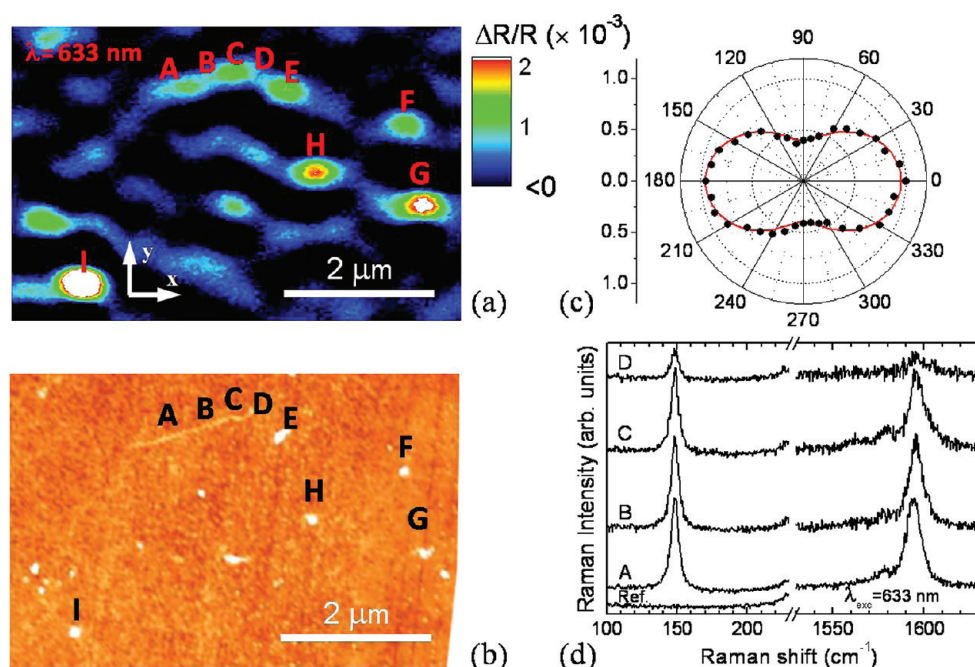 λ=633 nm
A B C D E
F
H
G
I
y
x
2 μm
(a)
ΔR/R (× 10⁻³)
2
1
<0
90
120 60
150 30
180 0
210 330
240 300
270
1.0
0.5
0.0
0.5
1.0
(c)
A B C D E
F
H
G
I
2 μm
(b)
Raman Intensity (arb. units)
D
C
B
A
Ref.
λexc=633 nm
100 150 200 1550 1600
Raman shift (cm⁻¹)
(d)